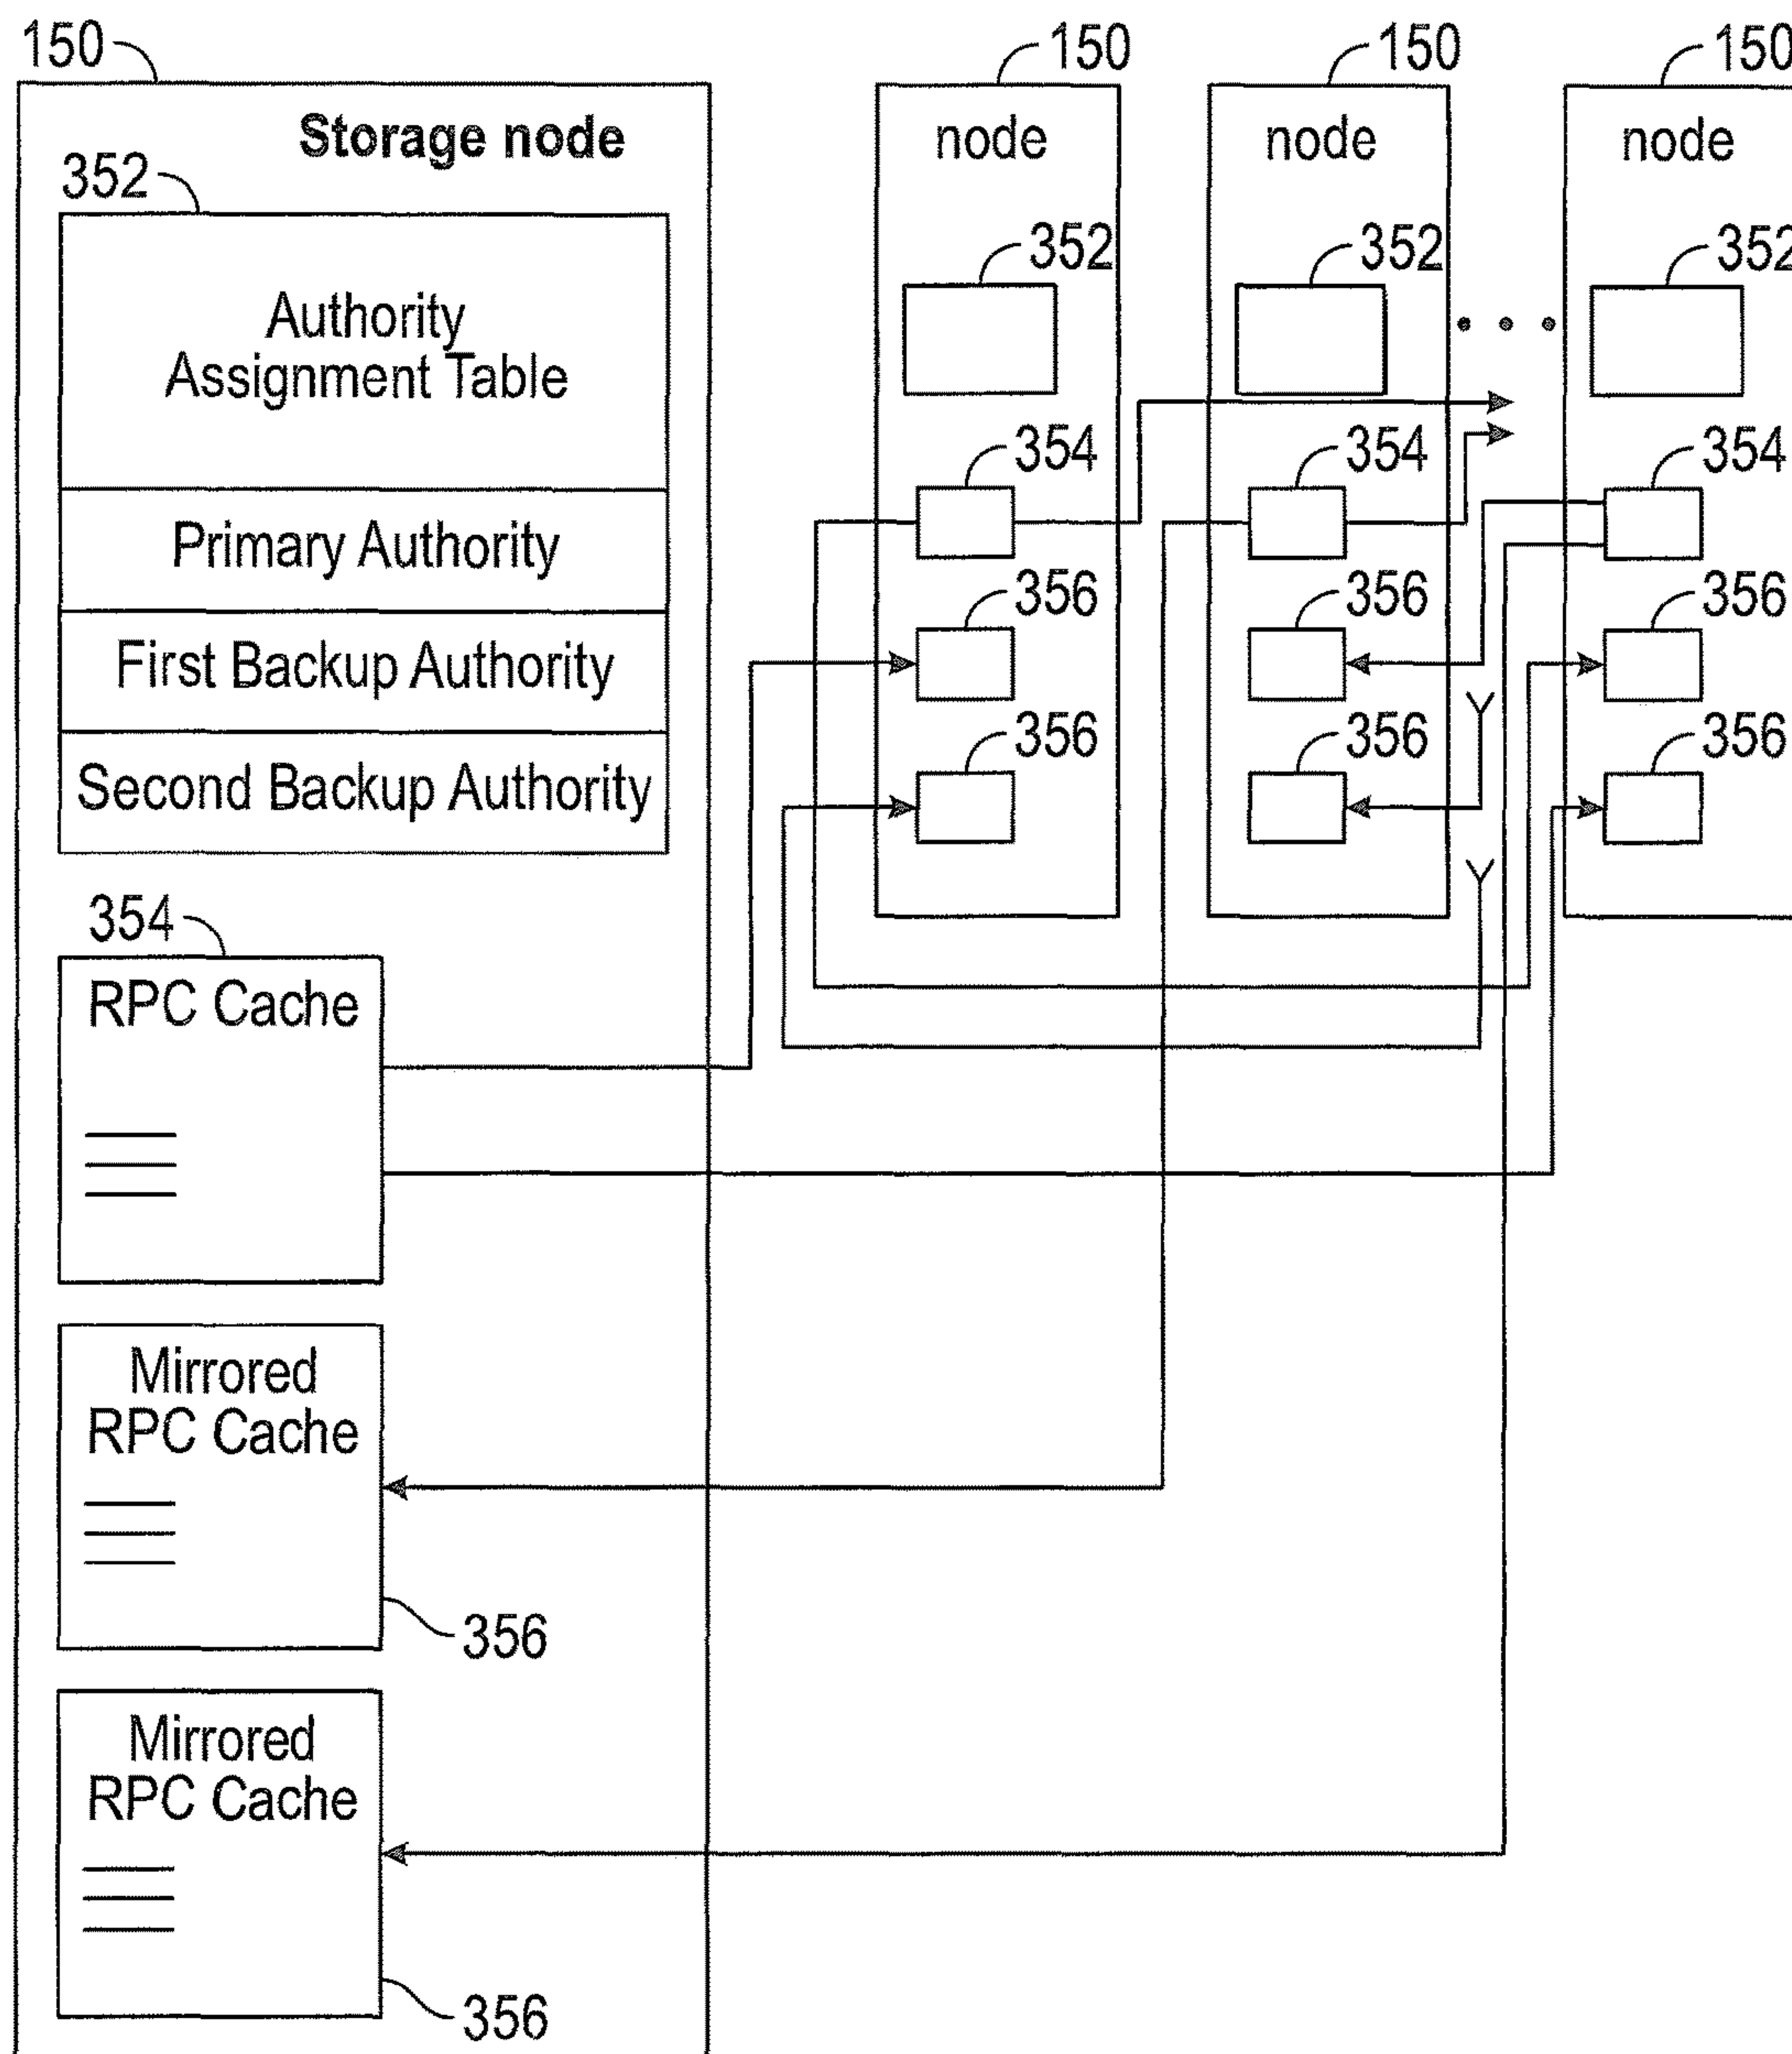 150
150
150
150
Storage node
node
node
node
352
352
352
352
Authority
Assignment Table
Primary Authority
First Backup Authority
Second Backup Authority
354
354
354
356
356
356
356
356
356
354
RPC Cache
Mirrored
RPC Cache
356
Mirrored
RPC Cache
356